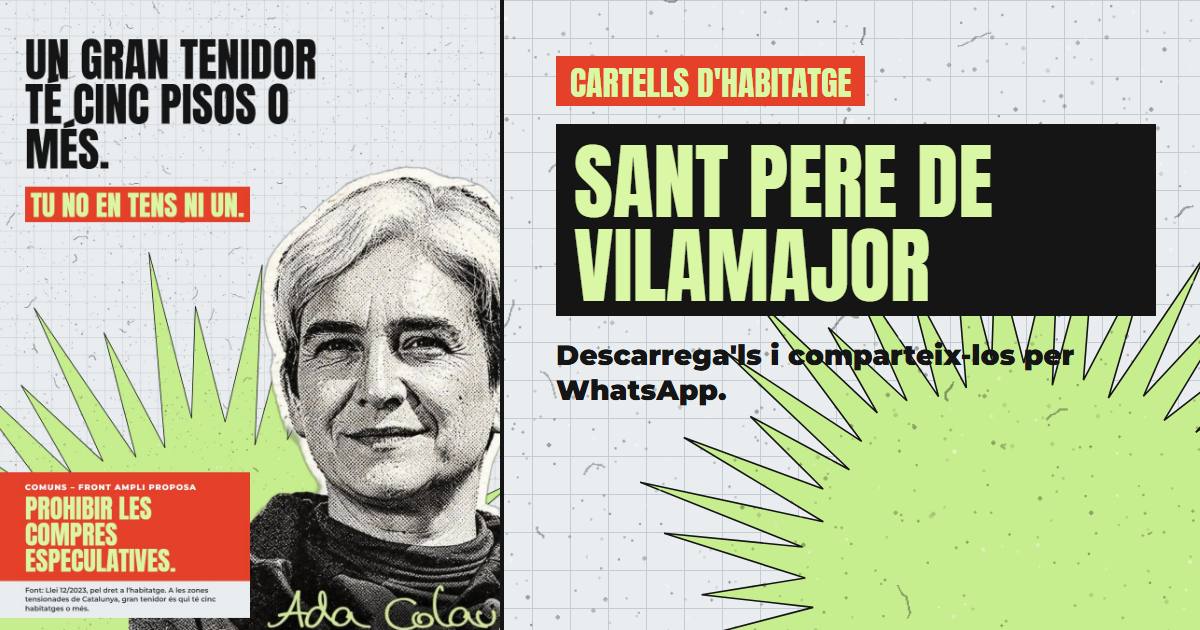 UN GRAN TENIDOR
TÉ CINC PISOS O
MÉS.
TU NO EN TENS NI UN.
COMUNS – FRONT AMPLI PROPOSA
PROHIBIR LES
COMPRES
ESPECULATIVES.
Font: Llei 12/2023, pel dret a l'habitatge. A les zones
tensionades de Catalunya, gran tenidor és qui té cinc
habitatges o més.
Ada Colau
CARTELLS D'HABITATGE
SANT PERE DE
VILAMAJOR
Descarrega'ls i comparteix-los per
WhatsApp.